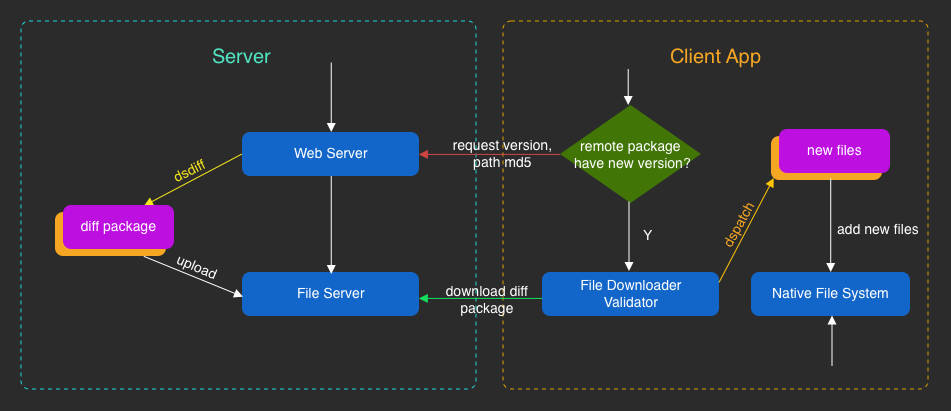 Server
Client App
Web Server
request version,
path md5
remote package
have new version?
new files
dsdiff
diff package
upload
File Server
download diff
package
Y
File Downloader
Validator
dspatch
add new files
Native File System